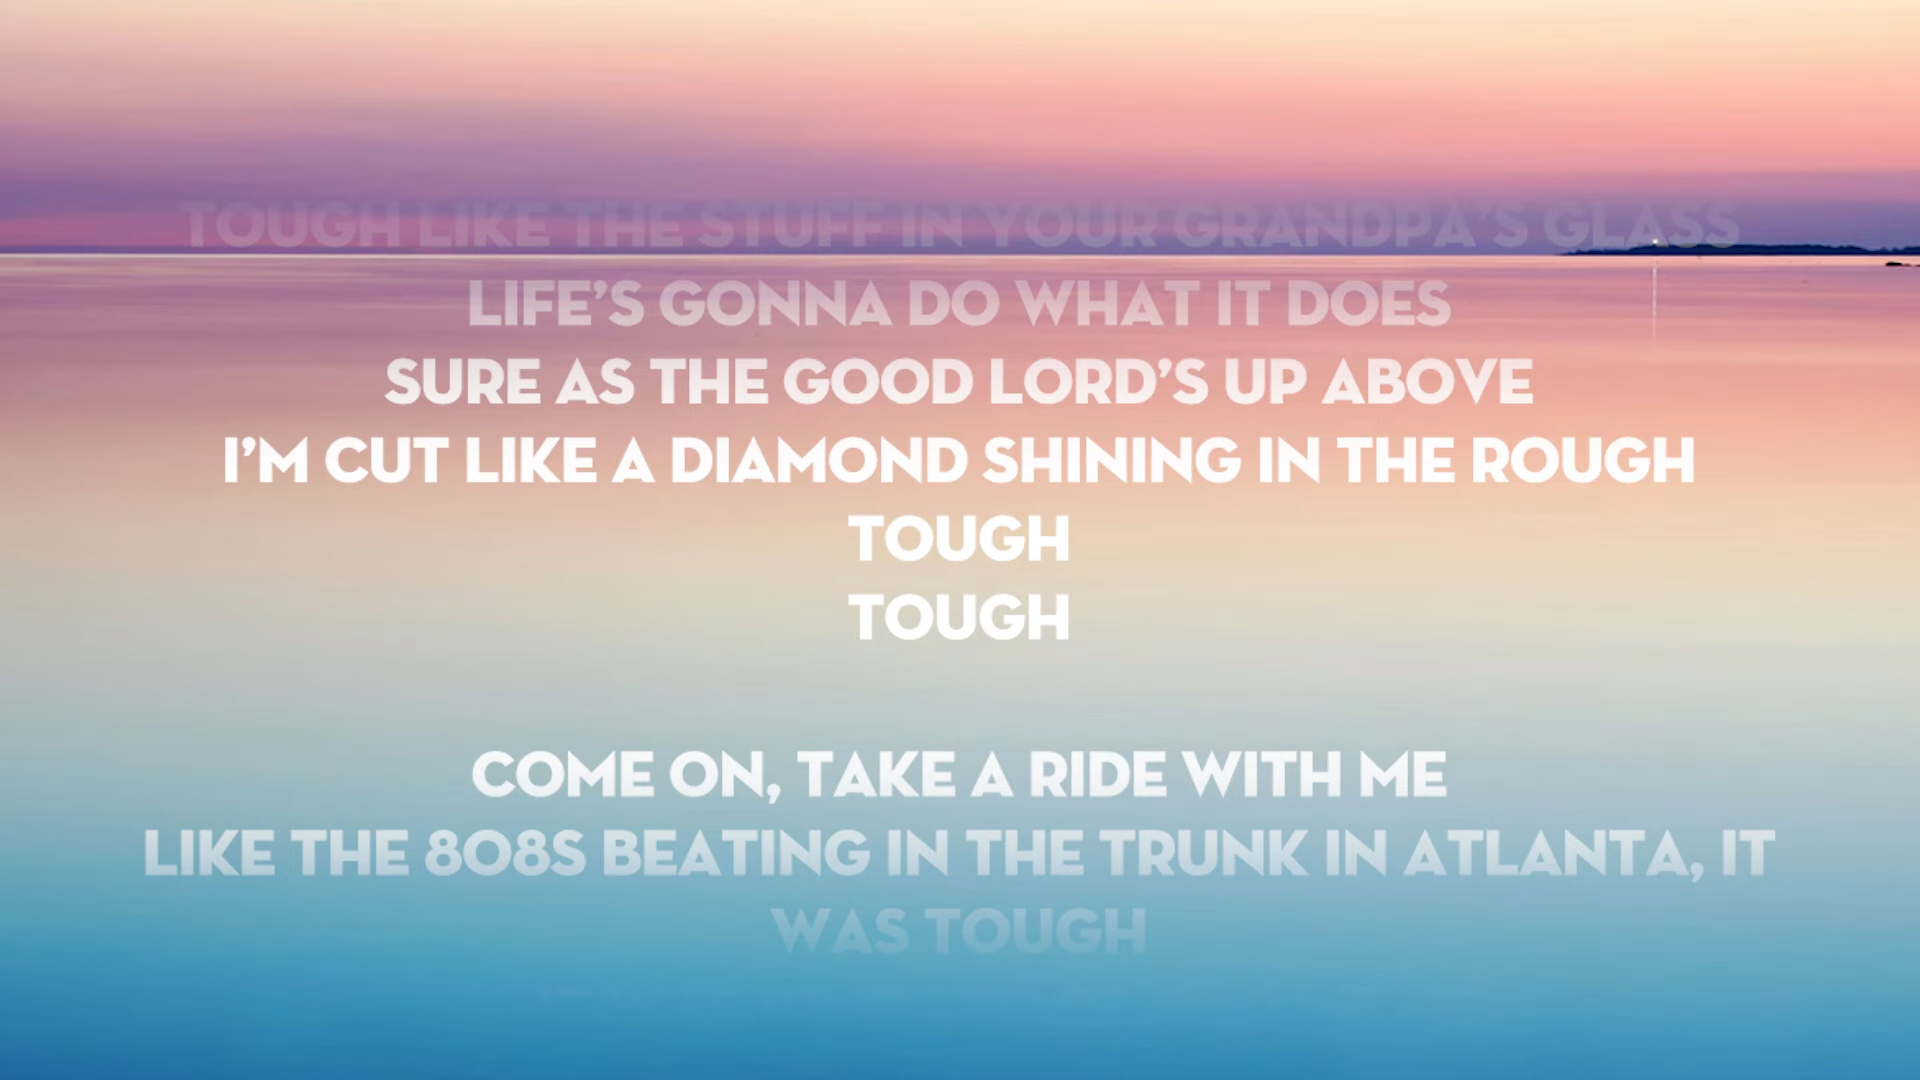 TOUGH LIKE THE STUFF IN YOUR GRANDPA'S GLASS
LIFE'S GONNA DO WHAT IT DOES
SURE AS THE GOOD LORD'S UP ABOVE
I'M CUT LIKE A DIAMOND SHINING IN THE ROUGH
TOUGH
TOUGH
COME ON, TAKE A RIDE WITH ME
LIKE THE 808S BEATING IN THE TRUNK IN ATLANTA, IT
WAS TOUGH